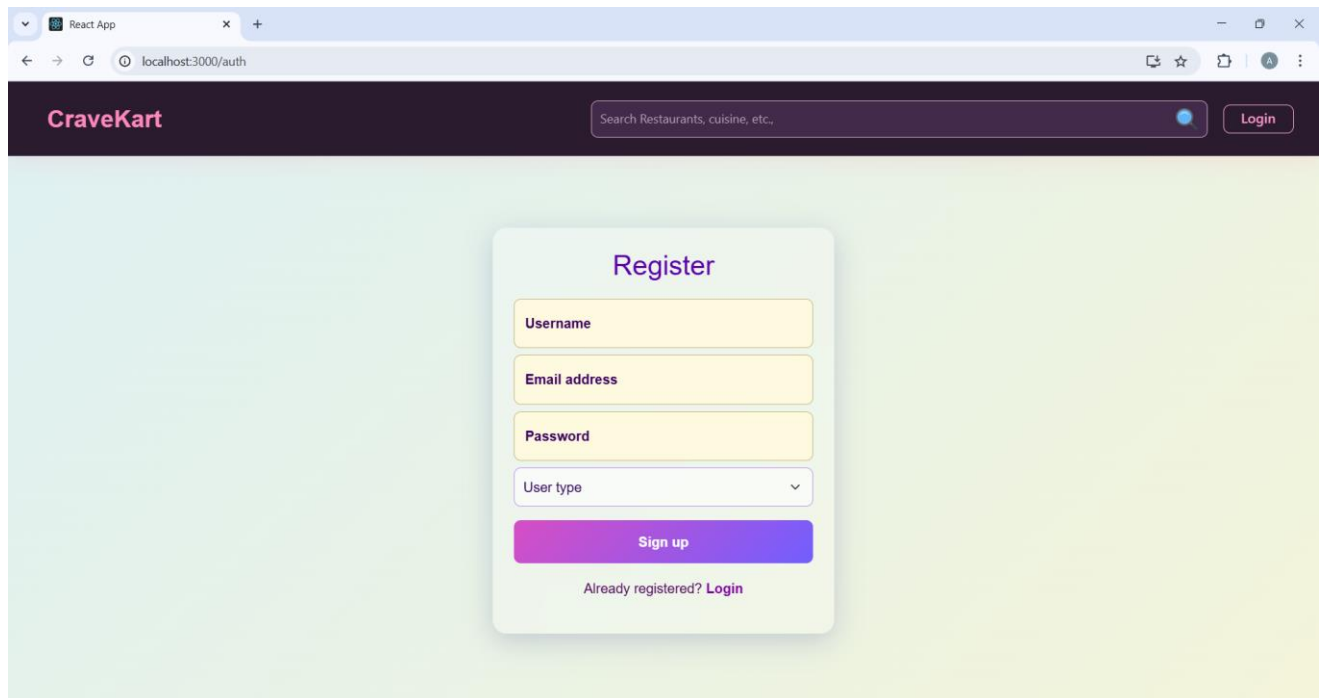 React App
localhost:3000/auth
A
CraveKart
Search Restaurants, cuisine, etc.,
Login
Register
Username
Email address
Password
User type
Sign up
Already registered? Login